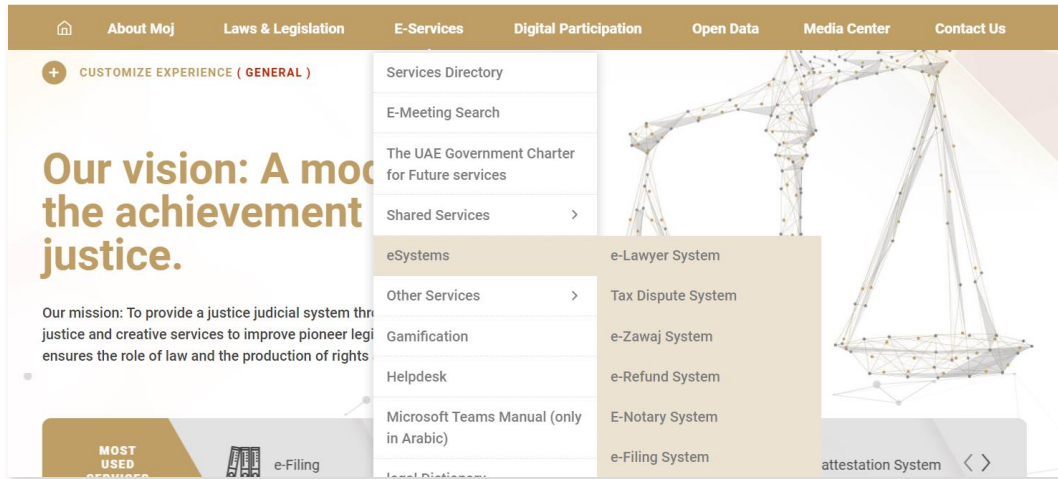 About Moj
Laws & Legislation
E-Services
Digital Participation
Open Data
Media Center
Contact Us
CUSTOMIZE EXPERIENCE ( GENERAL )
Our vision: A mo
the achievement
justice.
Our mission: To provide a justice judicial system thr
justice and creative services to improve pioneer legi
ensures the role of law and the production of rights
Services Directory
E-Meeting Search
The UAE Government Charter
for Future services
Shared Services >
eSystems
Other Services >
Gamification
Helpdesk
Microsoft Teams Manual (only
in Arabic)
legal Dictionary
e-Lawyer System
Tax Dispute System
e-Zawaj System
e-Refund System
E-Notary System
e-Filing System
MOST
USED
SERVICES
e-Filing
attestation System